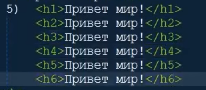 5) <h1>Привет мир!</h1>
<h2>Привет мир!</h2>
<h3>Привет мир!</h3>
<h4>Привет мир!</h4>
<h5>Привет мир!</h5>
<h6>Привет мир!</h6>